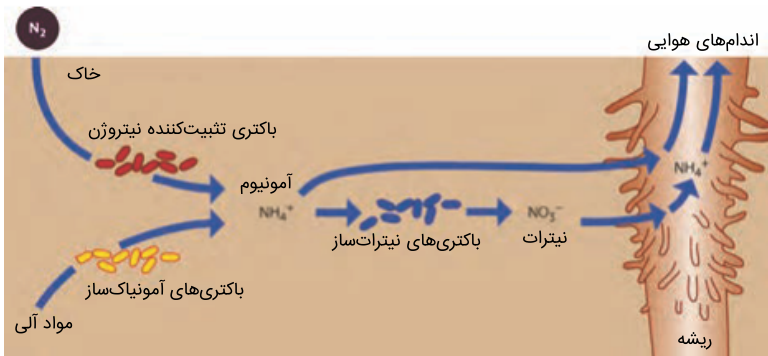 N₂
اندام‌های هوایی
خاک
باکتری تثبیت‌کننده نیتروژن
آمونیوم
NH₄⁺
NH₄⁺
NO₃⁻
نیترات
باکتری‌های نیترات‌ساز
باکتری‌های آمونیاک‌ساز
مواد آلی
ریشه